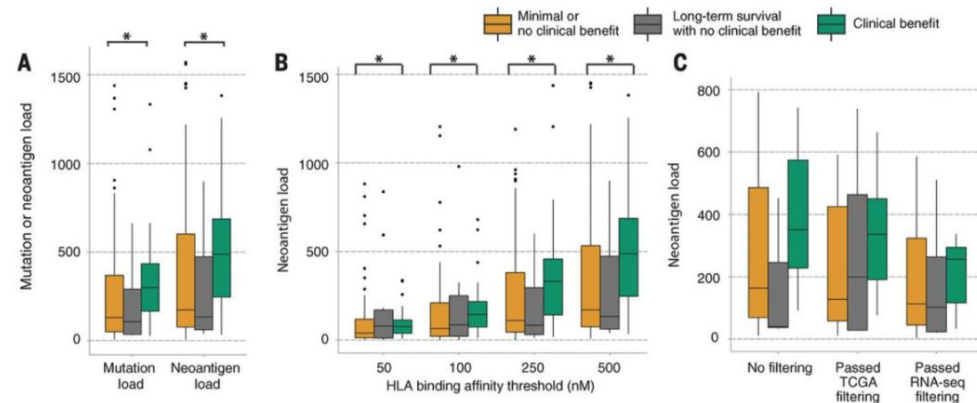 Minimal or
no clinical benefit
Long-term survival
with no clinical benefit
Clinical benefit
A
*
*
1500
1000
500
0
Mutation or neoantigen load
Mutation
load
Neoantigen
load
B
*
*
*
*
1500
1000
500
0
Neoantigen load
50
100
250
500
HLA binding affinity threshold (nM)
C
800
600
400
200
0
Neoantigen load
No filtering
Passed
TCGA
filtering
Passed
RNA-seq
filtering